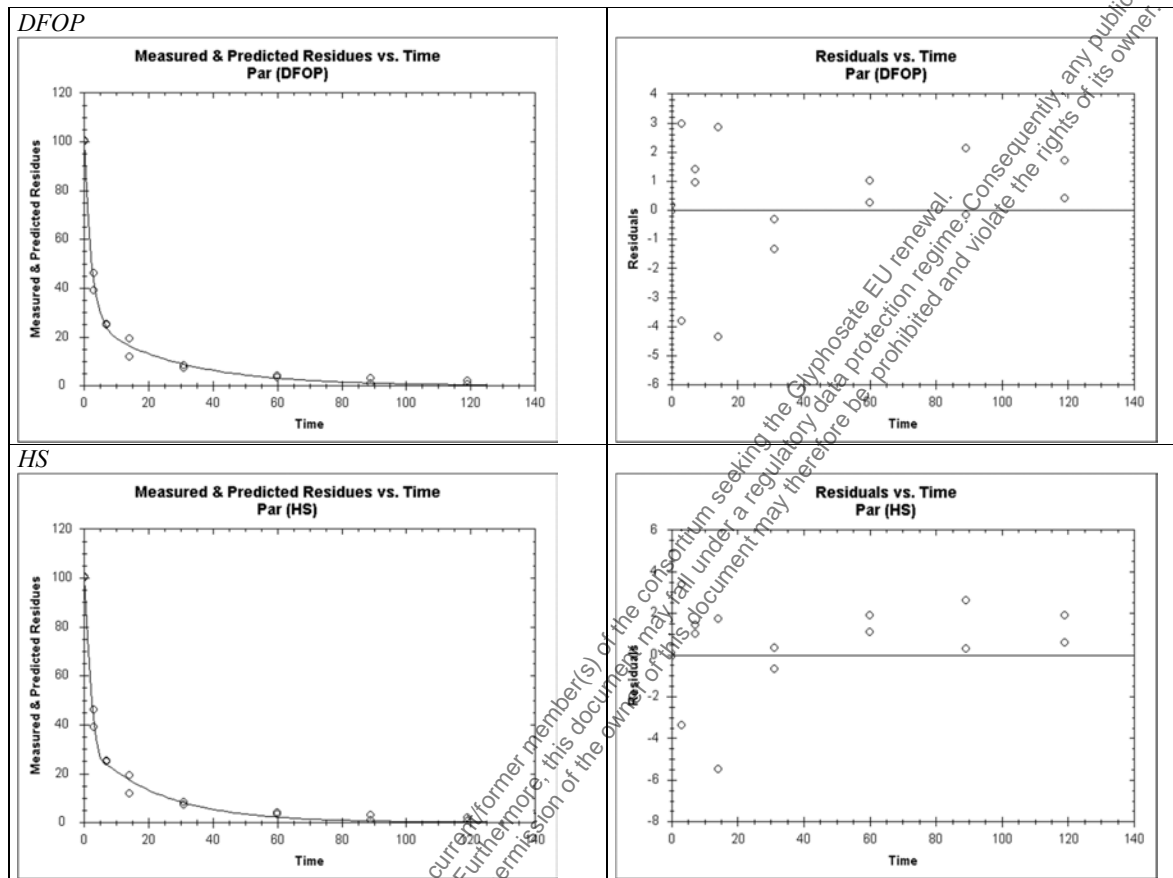 DFOP
Measured & Predicted Residues vs. Time
Par (DFOP)
Measured & Predicted Residues
120
100
80
60
40
20
0
0 20 40 60 80 100 120 140
Time
Residuals vs. Time
Par (DFOP)
Residuals
4
3
2
1
0
-1
-2
-3
-4
-5
-6
0 20 40 60 80 100 120 140
Time
HS
Measured & Predicted Residues vs. Time
Par (HS)
Measured & Predicted Residues
120
100
80
60
40
20
0
0 20 40 60 80 100 120 140
Time
Residuals vs. Time
Par (HS)
Residuals
6
4
2
0
-2
-4
-6
-8
0 20 40 60 80 100 120 140
Time
current/former member(s) of the consortium seeking the Glyphosate EU renewal.
Furthermore, this document may fall under a regulatory data protection regime. Consequently, any public
ermission of the owner of this document may therefore be prohibited and violate the rights of its owner.